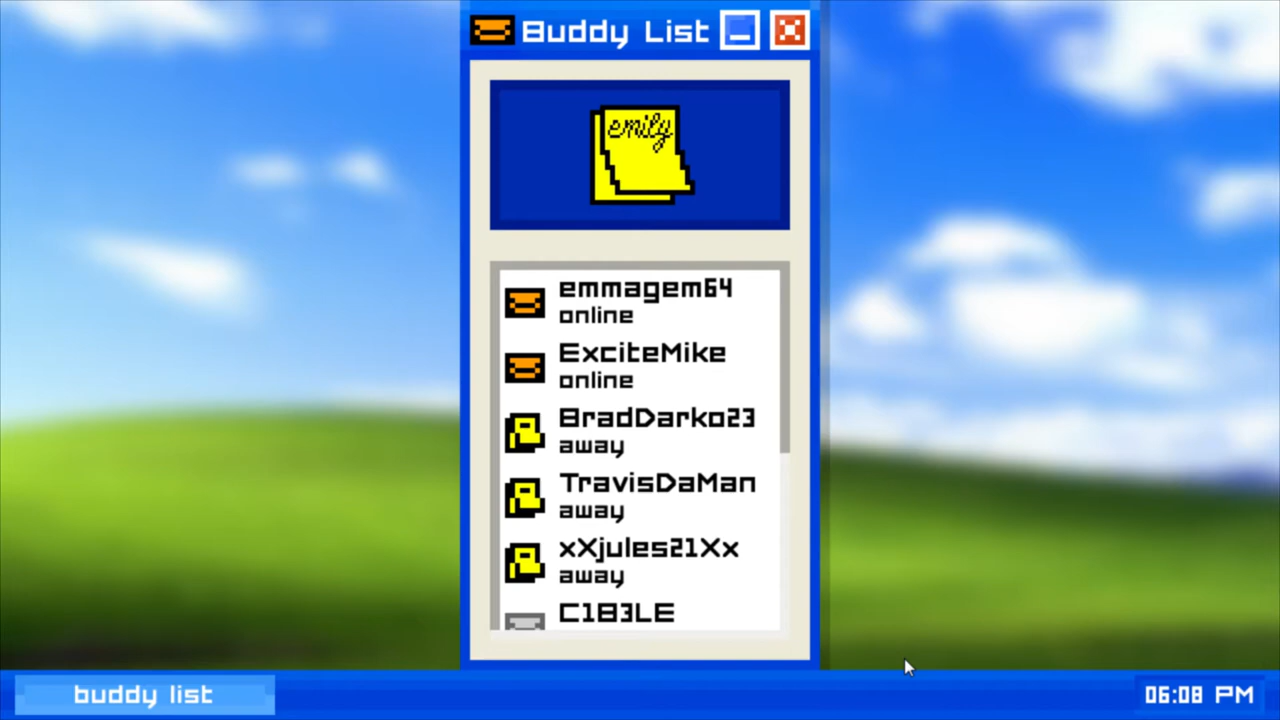 Buddy List
emily
emmagem64
online
ExciteMike
online
BradDarko23
away
TravisDaMan
away
xXjules21Xx
away
C1B3LE
buddy list
06:08 PM